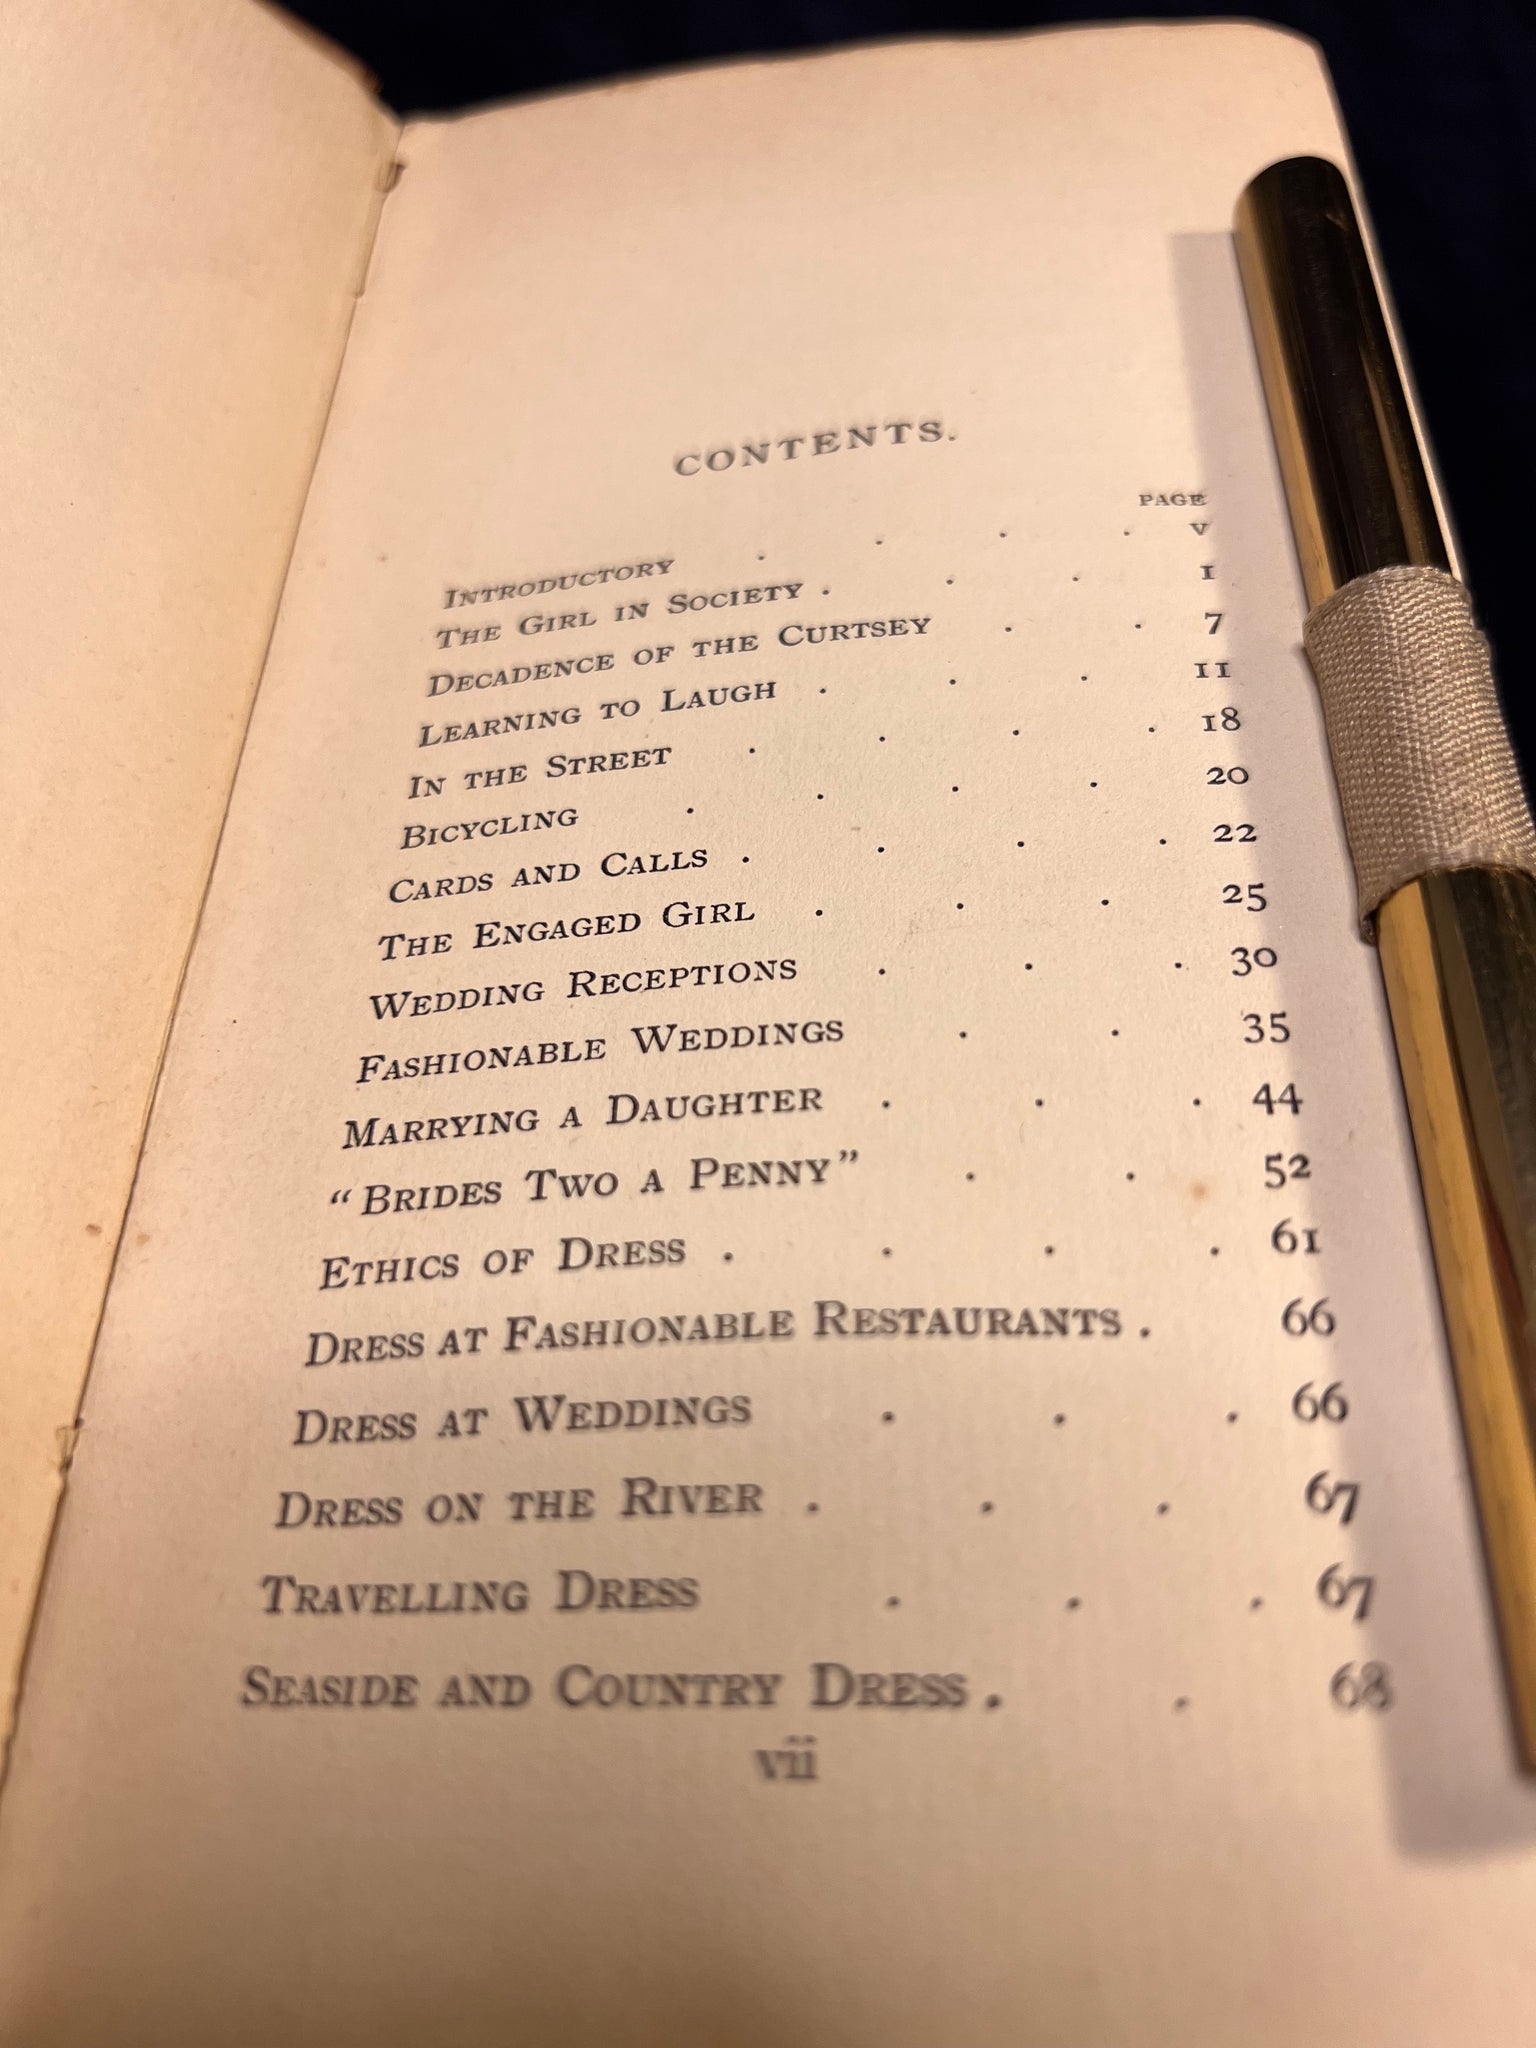 CONTENTS.
PAGE
INTRODUCTORY . . . . v
THE GIRL IN SOCIETY . . . 1
DECADENCE OF THE CURTSEY . . 7
LEARNING TO LAUGH . . . 11
IN THE STREET . . . . 18
BICYCLING . . . . 20
CARDS AND CALLS . . . . 22
THE ENGAGED GIRL . . . 25
WEDDING RECEPTIONS . . . 30
FASHIONABLE WEDDINGS . . 35
MARRYING A DAUGHTER . . . 44
“BRIDES TWO A PENNY” . . 52
ETHICS OF DRESS . . . . 61
DRESS AT FASHIONABLE RESTAURANTS . 66
DRESS AT WEDDINGS . . . 66
DRESS ON THE RIVER . . . 67
TRAVELLING DRESS . . . 67
SEASIDE AND COUNTRY DRESS . . 68
vii